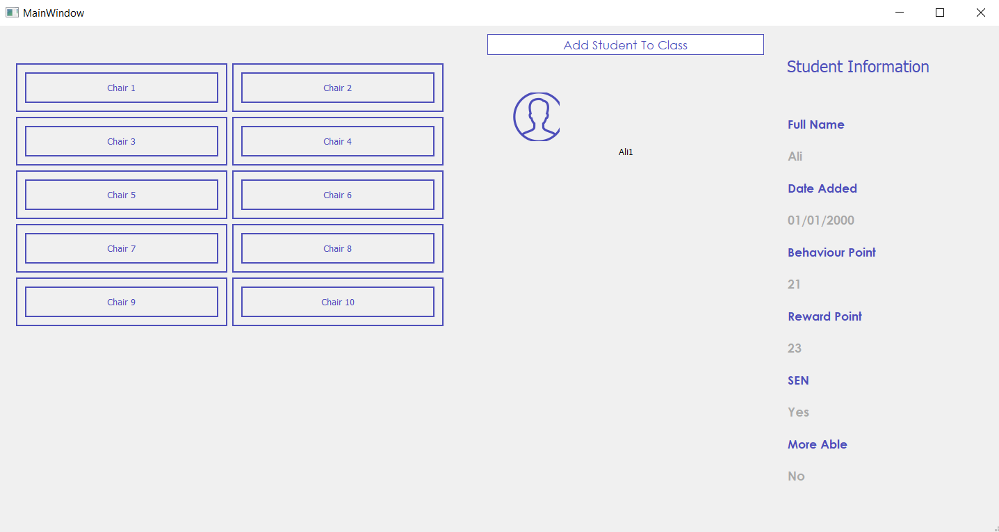 MainWindow
Add Student To Class
Chair 1
Chair 2
Chair 3
Chair 4
Chair 5
Chair 6
Chair 7
Chair 8
Chair 9
Chair 10
Ali1
Student Information
Full Name
Ali
Date Added
01/01/2000
Behaviour Point
21
Reward Point
23
SEN
Yes
More Able
No